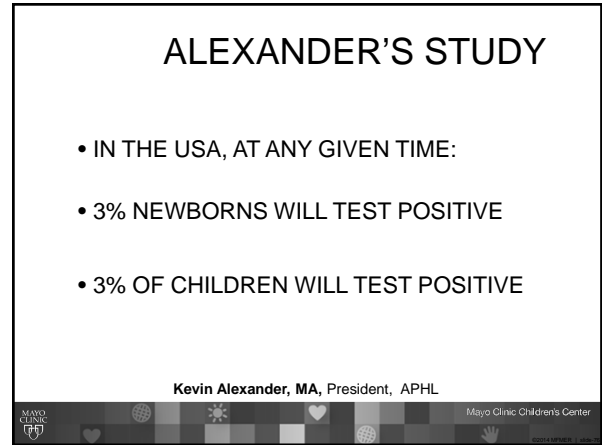 ALEXANDER'S STUDY
• IN THE USA, AT ANY GIVEN TIME:
• 3% NEWBORNS WILL TEST POSITIVE
• 3% OF CHILDREN WILL TEST POSITIVE
Kevin Alexander, MA, President, APHL
MAYO
CLINIC
Mayo Clinic Children's Center